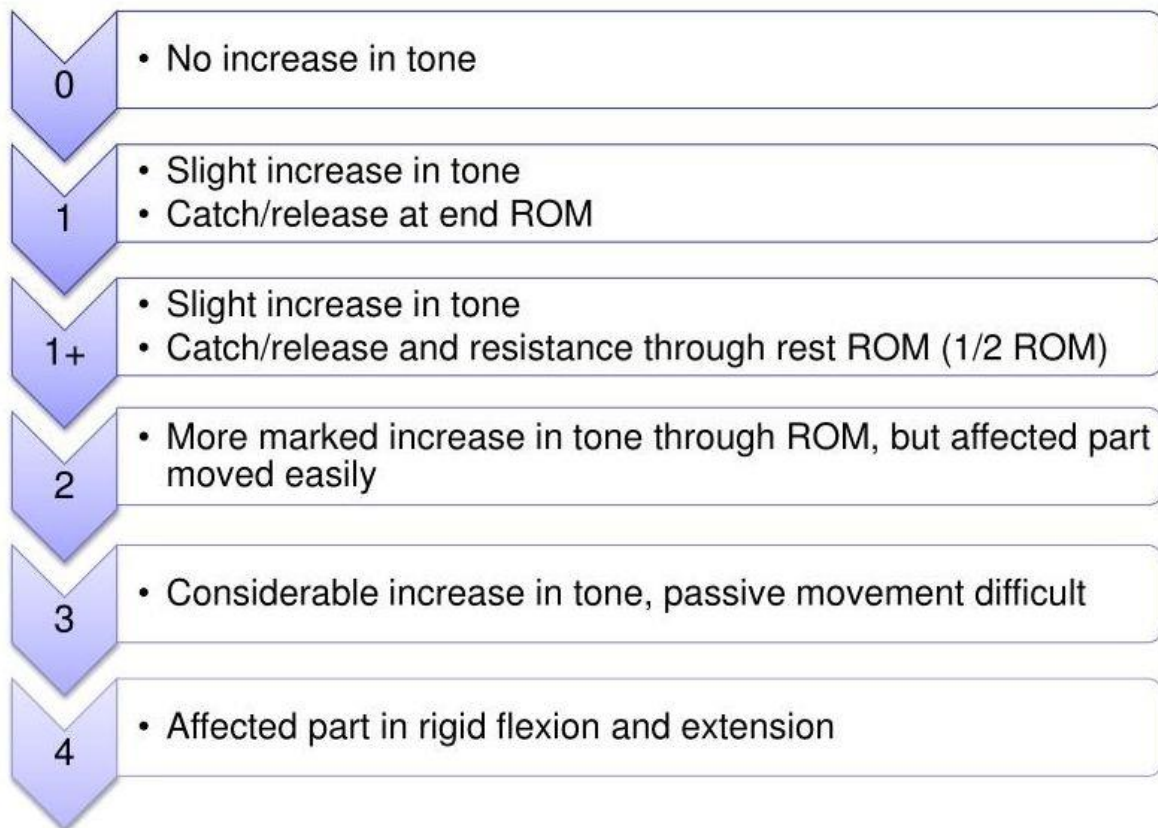 0
• No increase in tone
1
• Slight increase in tone
• Catch/release at end ROM
1+
• Slight increase in tone
• Catch/release and resistance through rest ROM (1/2 ROM)
2
• More marked increase in tone through ROM, but affected part
moved easily
3
• Considerable increase in tone, passive movement difficult
4
• Affected part in rigid flexion and extension